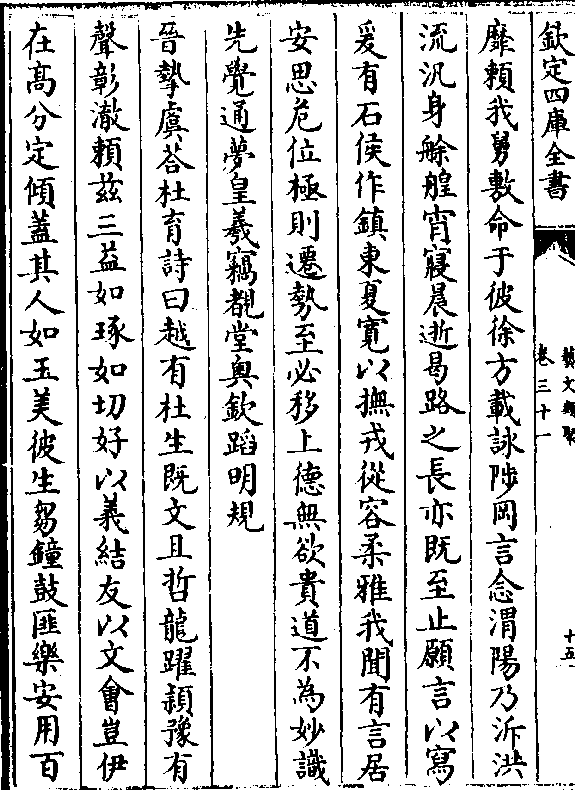 欽定四庫全書
藝文類聚
卷三十一
十五
靡賴我舅敷命于彼徐方載詠陟岡言念渭陽乃泝洪
流汎身艅艎宵寢晨逝曷路之長亦既至止願言以寫
爰有石侯作鎮東夏寛以撫戎從容柔雅我聞有言居
安思危位極則遷勢至必移上德無欲貴道不為妙識
先覺通夢皇羲竊覩堂奥欽蹈明規
晉摯虞荅杜育詩曰越有杜生既文且哲龍躍頴豫有
聲彰澈賴兹三益如琢如切好以義結友以文會豈伊
在髙分定傾蓋其人如玉美彼生芻鐘鼓匪樂安用百